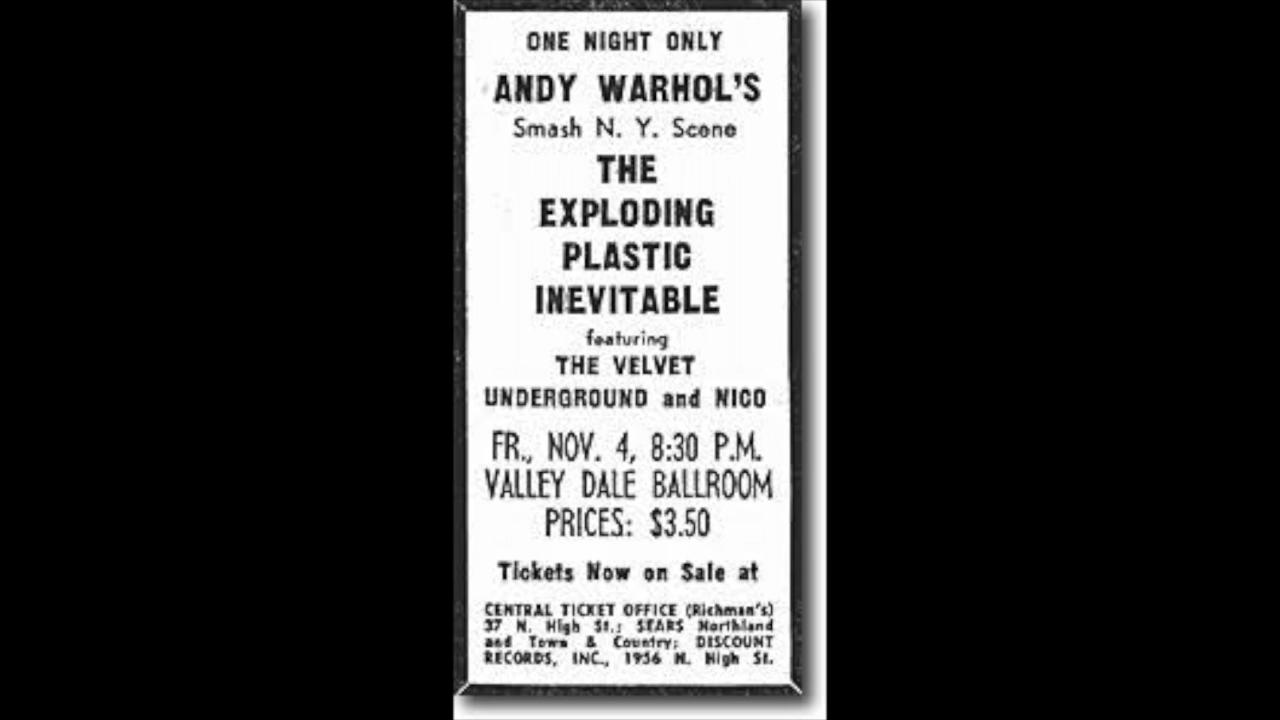 ONE NIGHT ONLY
ANDY WARHOL'S
Smash N. Y. Scene
THE
EXPLODING
PLASTIC
INEVITABLE
featuring
THE VELVET
UNDERGROUND and NICO
FR., NOV. 4, 8:30 P.M.
VALLEY DALE BALLROOM
PRICES: $3.50
Tickets Now on Sale at
CENTRAL TICKET OFFICE (Richman's)
37 N. High St.; SEARS Northland
and Town & Country; DISCOUNT
RECORDS, INC., 1956 N. High St.